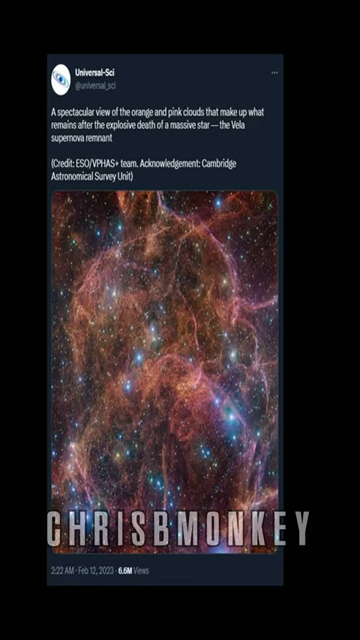 Universal-Sci
@universal_sci
A spectacular view of the orange and pink clouds that make up what
remains after the explosive death of a massive star — the Vela
supernova remnant
(Credit: ESO/VPHAS+ team. Acknowledgement: Cambridge
Astronomical Survey Unit)
CHRISBMONKEY
2:22 AM · Feb 12, 2023 · 6.6M Views